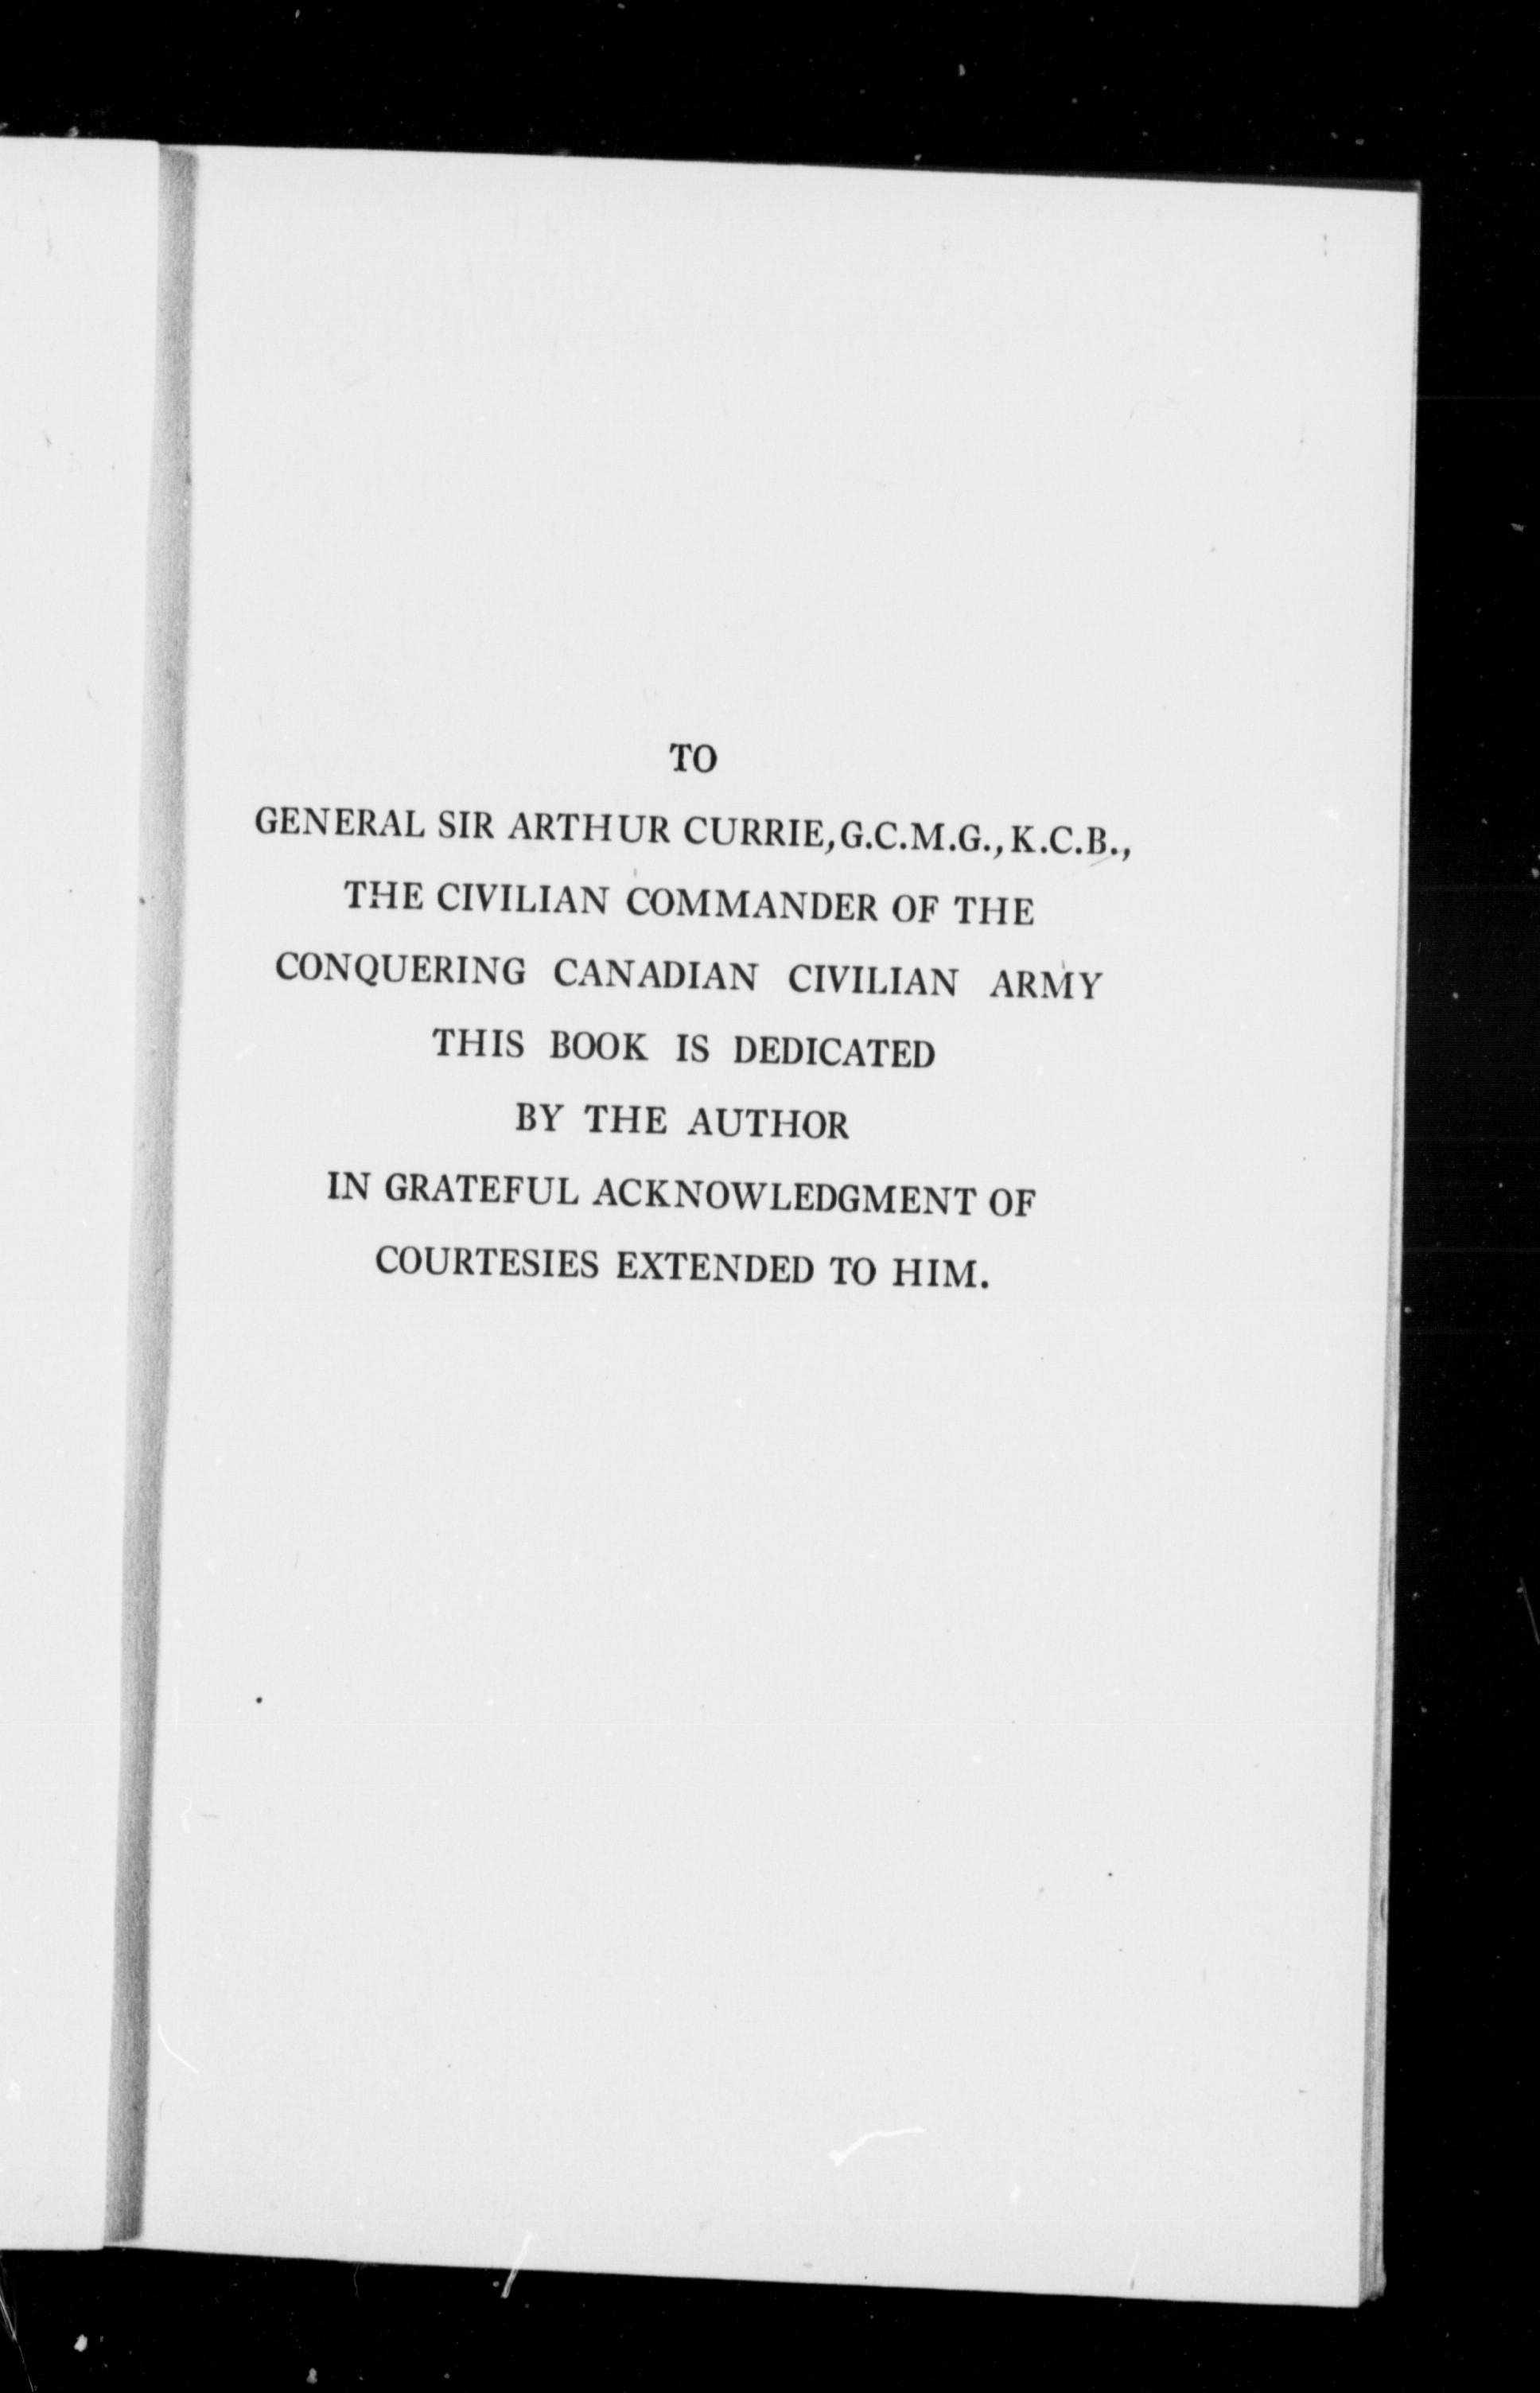 TO
GENERAL SIR ARTHUR CURRIE, G.C.M.G., K.C.B.,
THE CIVILIAN COMMANDER OF THE
CONQUERING CANADIAN CIVILIAN ARMY
THIS BOOK IS DEDICATED
BY THE AUTHOR
IN GRATEFUL ACKNOWLEDGMENT OF
COURTESIES EXTENDED TO HIM.